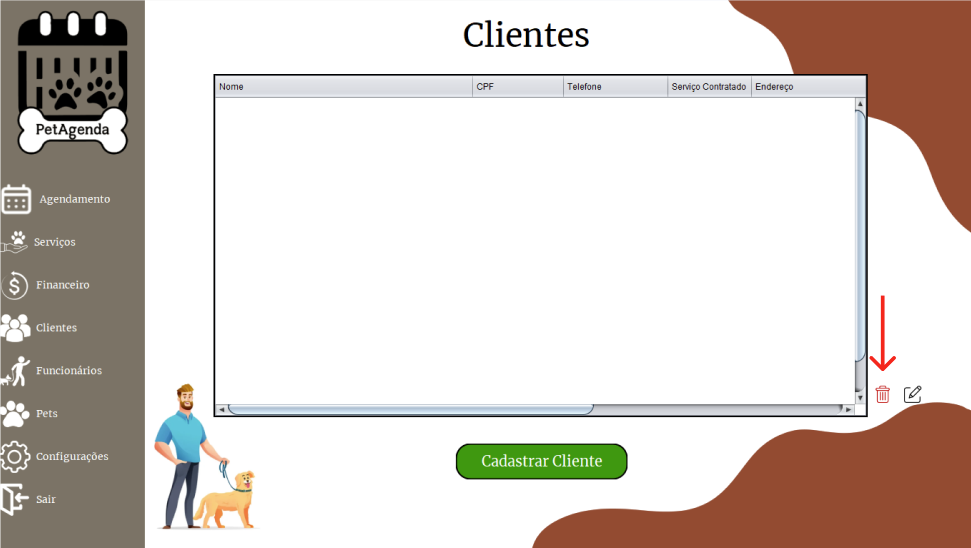 Clientes
Nome CPF Telefone Serviço Contratado Endereço
PetAgenda
Agendamento
Serviços
Financeiro
Clientes
Funcionários
Pets
Configurações
Sair
Cadastrar Cliente